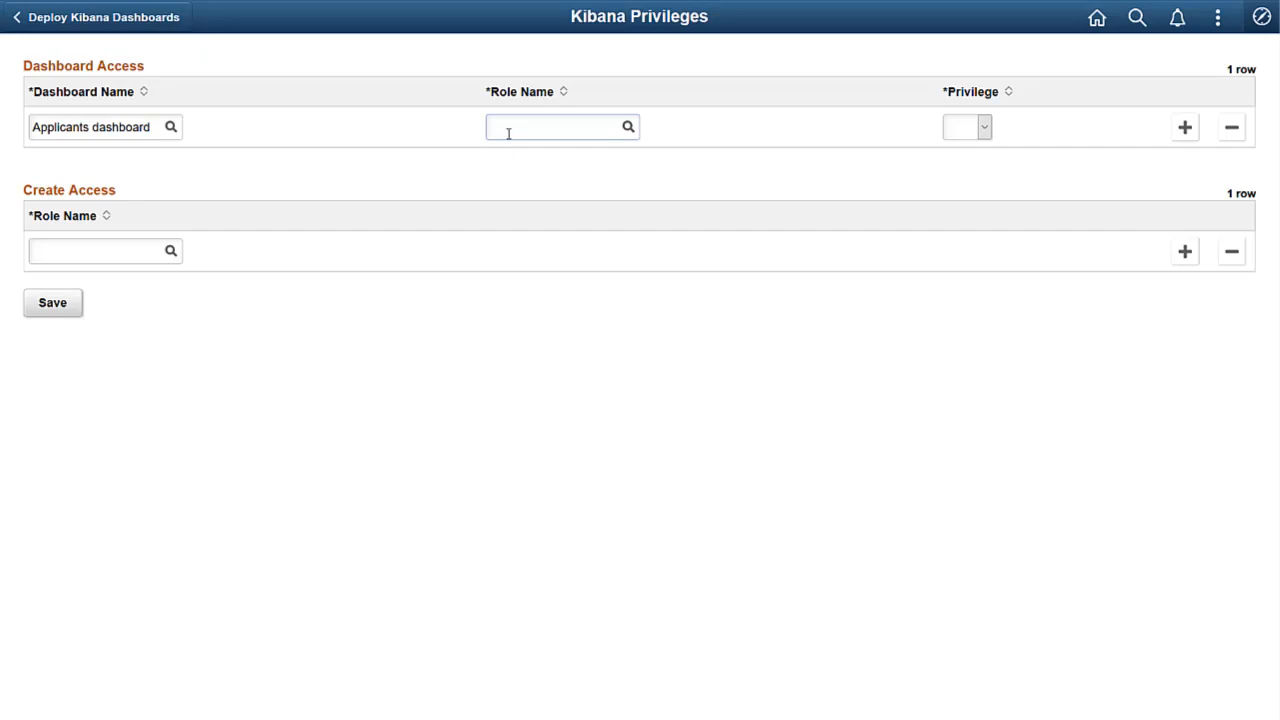 Deploy Kibana Dashboards
Kibana Privileges
Dashboard Access
1 row
*Dashboard Name
*Role Name
*Privilege
Applicants dashboard
Create Access
1 row
*Role Name
Save